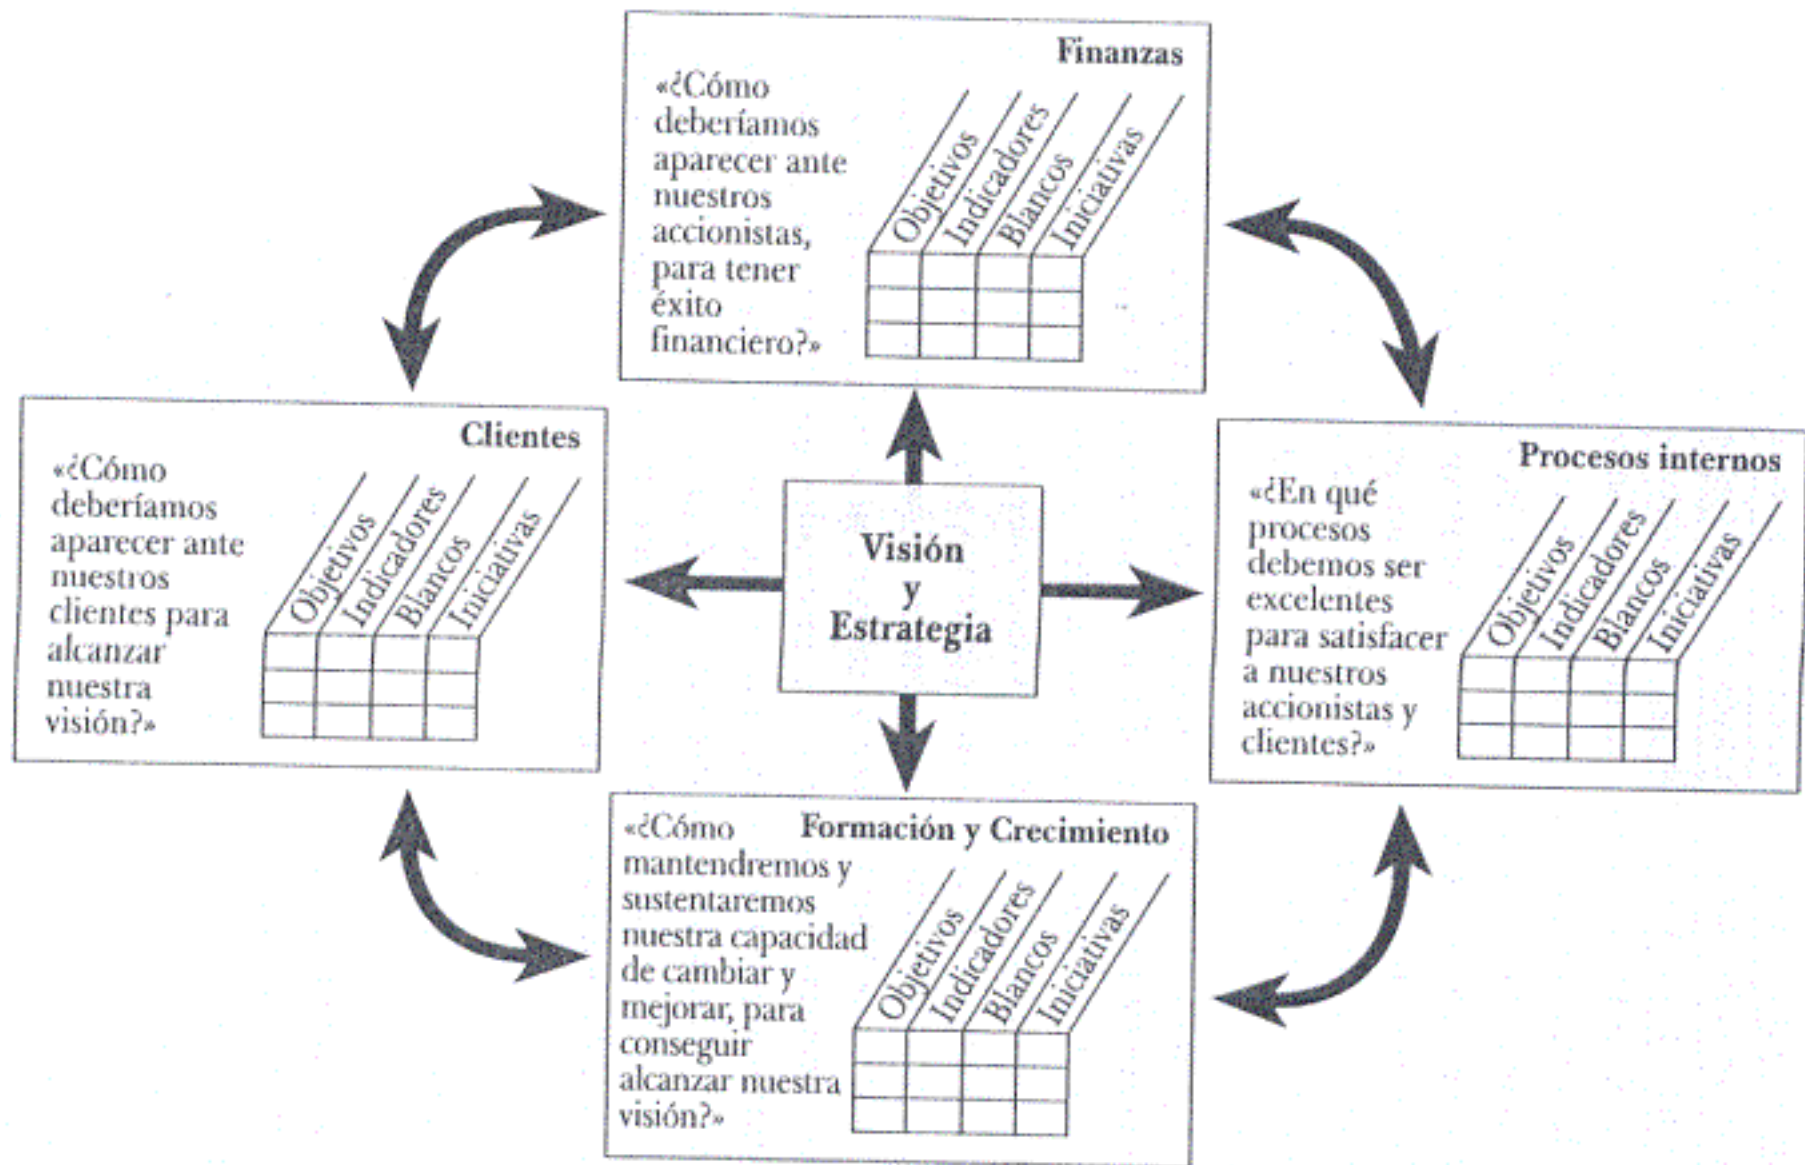 Finanzas
«¿Cómo
deberíamos
aparecer ante
nuestros
accionistas,
para tener
éxito
financiero?»
Objetivos
Indicadores
Blancos
Iniciativas
Clientes
«¿Cómo
deberíamos
aparecer ante
nuestros
clientes para
alcanzar
nuestra
visión?»
Objetivos
Indicadores
Blancos
Iniciativas
Visión
y
Estrategia
Procesos internos
«¿En qué
procesos
debemos ser
excelentes
para satisfacer
a nuestros
accionistas y
clientes?»
Objetivos
Indicadores
Blancos
Iniciativas
Formación y Crecimiento
«¿Cómo
mantendremos y
sustentaremos
nuestra capacidad
de cambiar y
mejorar, para
conseguir
alcanzar nuestra
visión?»
Objetivos
Indicadores
Blancos
Iniciativas